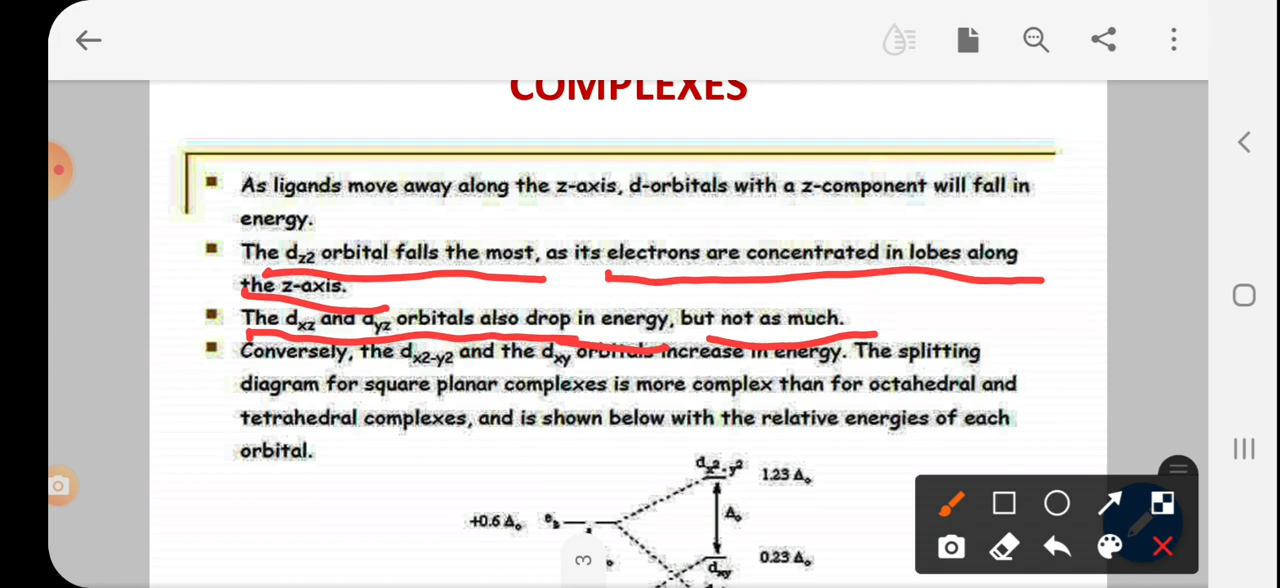 COMPLEXES
As ligands move away along the z-axis, d-orbitals with a z-component will fall in
energy.
The dz2 orbital falls the most, as its electrons are concentrated in lobes along
the z-axis.
The dxz and dyz orbitals also drop in energy, but not as much.
Conversely, the dx2-y2 and the dxy orbitals increase in energy. The splitting
diagram for square planar complexes is more complex than for octahedral and
tetrahedral complexes, and is shown below with the relative energies of each
orbital.
dx²-y² 1.23 Δo
+0.6 Δo
Δo
0.23 Δo
dxy
3